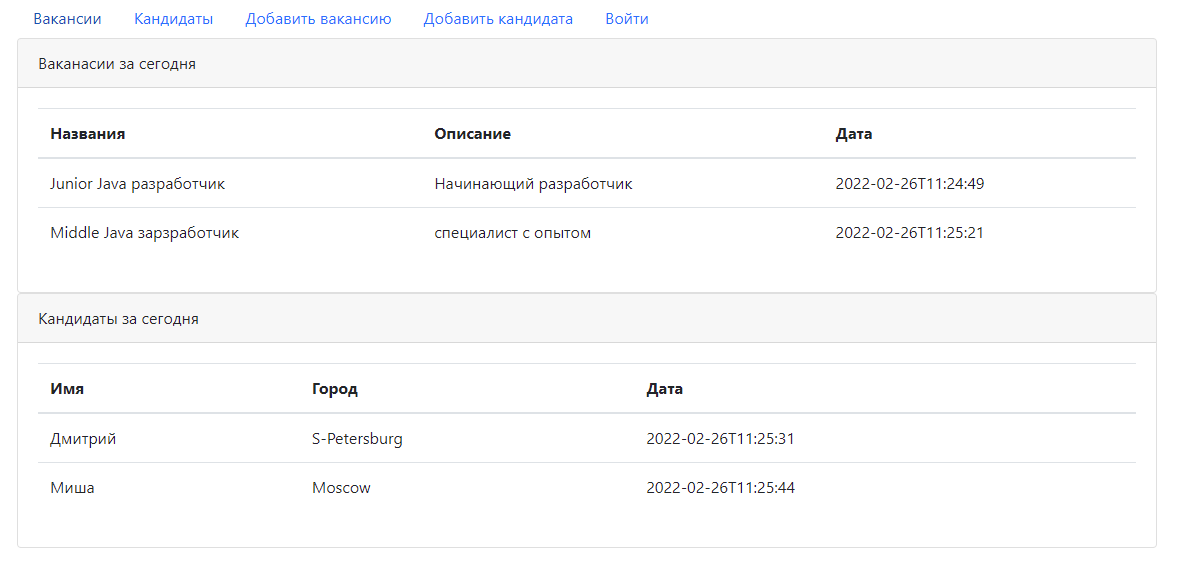 Вакансии Кандидаты Добавить вакансию Добавить кандидата Войти
Ваканасии за сегодня
Названия Описание Дата
Junior Java разработчик Начинающий разработчик 2022-02-26T11:24:49
Middle Java зарзработчик специалист с опытом 2022-02-26T11:25:21
Кандидаты за сегодня
Имя Город Дата
Дмитрий S-Petersburg 2022-02-26T11:25:31
Миша Moscow 2022-02-26T11:25:44